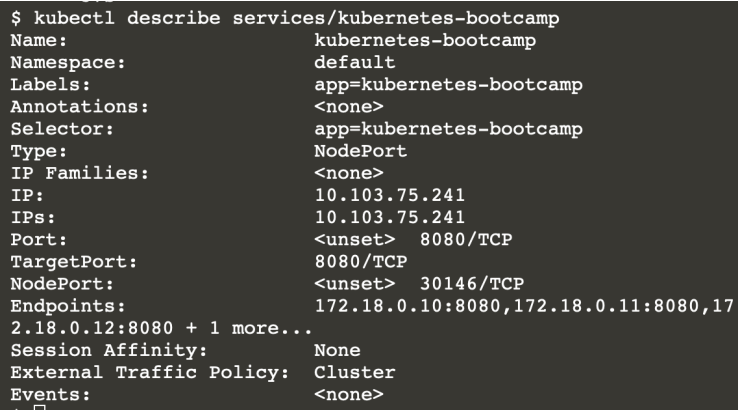 $ kubectl describe services/kubernetes-bootcamp
Name:                     kubernetes-bootcamp
Namespace:                default
Labels:                   app=kubernetes-bootcamp
Annotations:              <none>
Selector:                 app=kubernetes-bootcamp
Type:                     NodePort
IP Families:              <none>
IP:                       10.103.75.241
IPs:                      10.103.75.241
Port:                     <unset>  8080/TCP
TargetPort:               8080/TCP
NodePort:                 <unset>  30146/TCP
Endpoints:                172.18.0.10:8080,172.18.0.11:8080,17
2.18.0.12:8080 + 1 more...
Session Affinity:         None
External Traffic Policy:  Cluster
Events:                   <none>